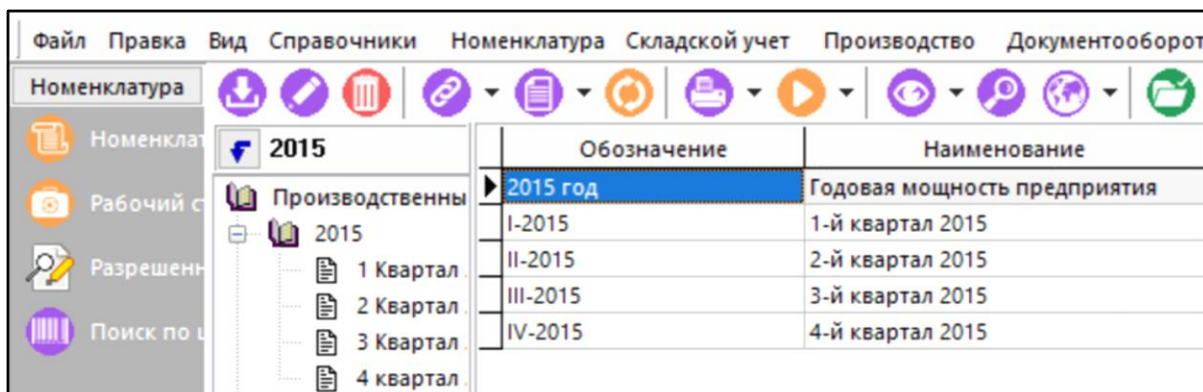 Файл Правка Вид Справочники Номенклатура Складской учет Производство Документооборот
Номенклатура
Номенклат
Рабочий с
Разрешенн
Поиск по ц
2015
Производственны
2015
1 Квартал
2 Квартал
3 Квартал
4 квартал
Обозначение Наименование
2015 год Годовая мощность предприятия
I-2015 1-й квартал 2015
II-2015 2-й квартал 2015
III-2015 3-й квартал 2015
IV-2015 4-й квартал 2015